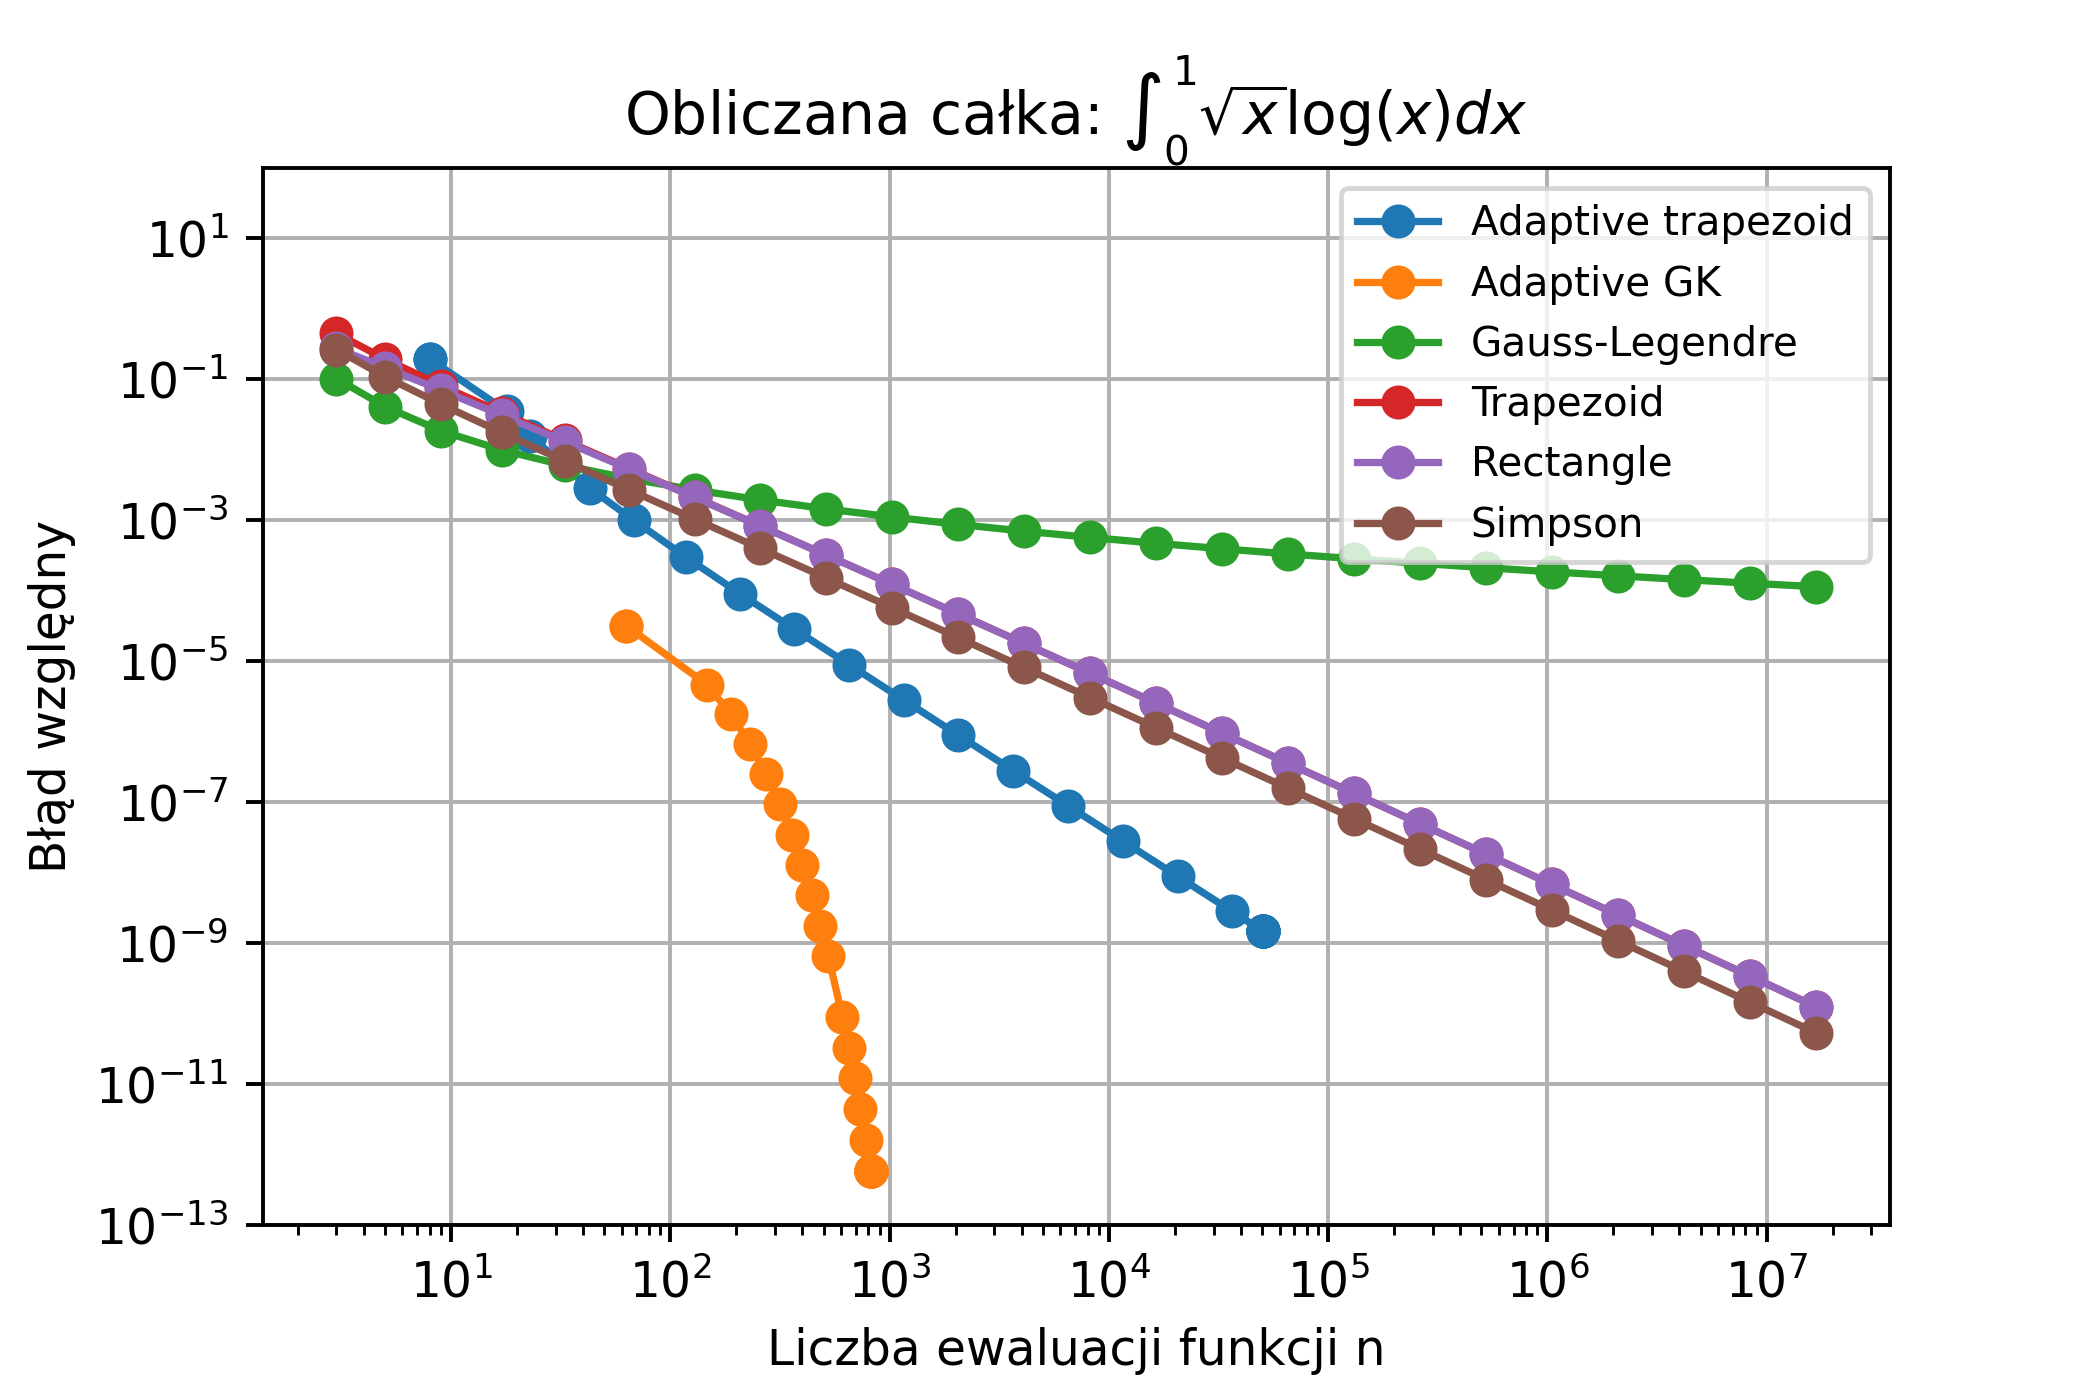 Obliczana całka: ∫₀¹ √x log(x)dx
Adaptive trapezoid
Adaptive GK
Gauss-Legendre
Trapezoid
Rectangle
Simpson
Błąd względny
10¹
10⁻¹
10⁻³
10⁻⁵
10⁻⁷
10⁻⁹
10⁻¹¹
10⁻¹³
10¹ 10² 10³ 10⁴ 10⁵ 10⁶ 10⁷
Liczba ewaluacji funkcji n